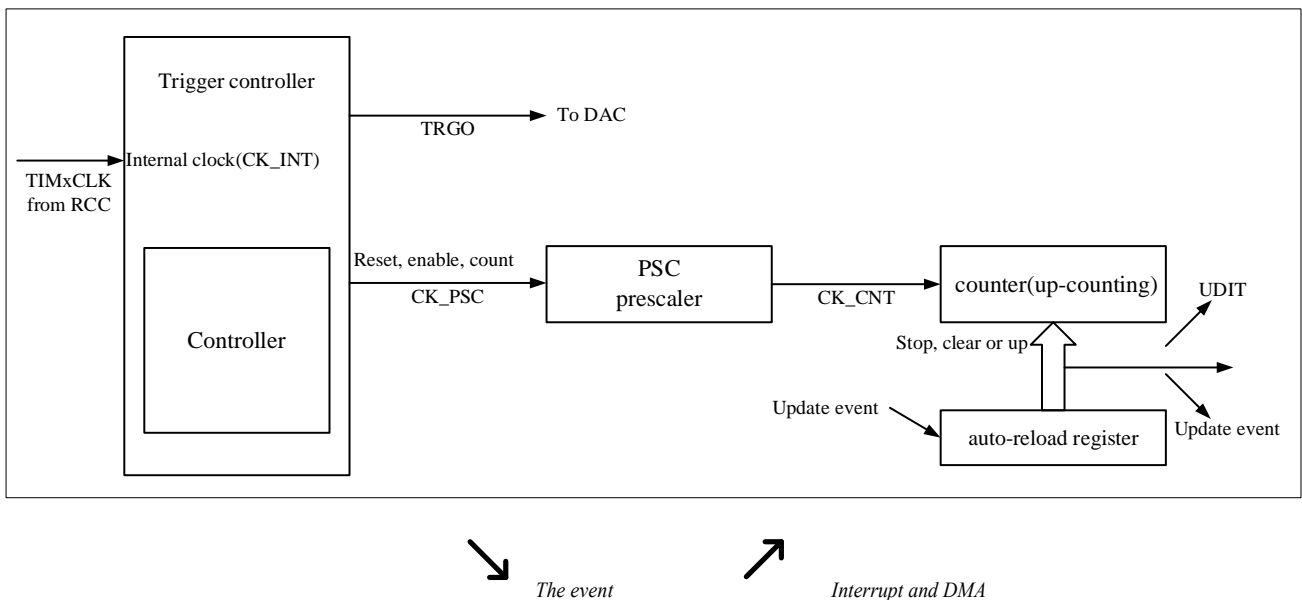 Trigger controller
To DAC
TRGO
Internal clock(CK_INT)
TIMxCLK
from RCC
Reset, enable, count
CK_PSC
PSC
prescaler
CK_CNT
counter(up-counting)
UDIT
Controller
Stop, clear or up
Update event
auto-reload register
Update event
The event
Interrupt and DMA